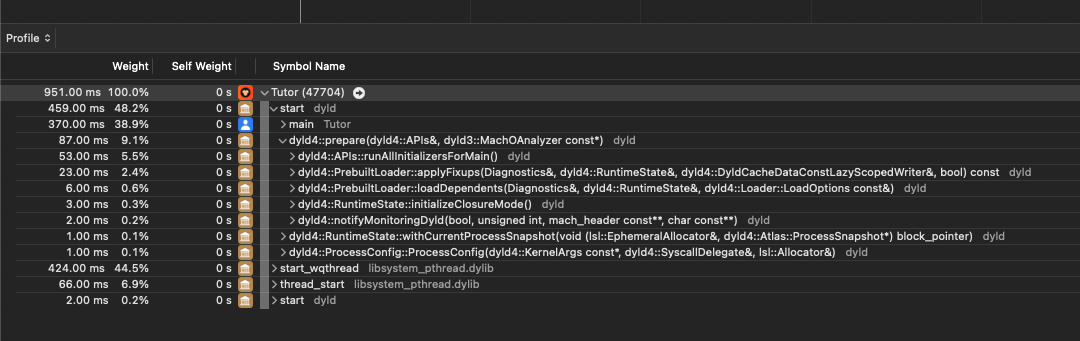 Profile
Weight Self Weight Symbol Name
951.00 ms 100.0% 0 s Tutor (47704)
459.00 ms 48.2% 0 s start dyld
370.00 ms 38.9% 0 s main Tutor
87.00 ms 9.1% 0 s dyld4::prepare(dyld4::APIs&, dyld3::MachOAnalyzer const*) dyld
53.00 ms 5.5% 0 s dyld4::APIs::runAllInitializersForMain() dyld
23.00 ms 2.4% 0 s dyld4::PrebuiltLoader::applyFixups(Diagnostics&, dyld4::RuntimeState&, dyld4::DyldCacheDataConstLazyScopedWriter&, bool) const dyld
6.00 ms 0.6% 0 s dyld4::PrebuiltLoader::loadDependents(Diagnostics&, dyld4::RuntimeState&, dyld4::Loader::LoadOptions const&) dyld
3.00 ms 0.3% 0 s dyld4::RuntimeState::initializeClosureMode() dyld
2.00 ms 0.2% 0 s dyld4::notifyMonitoringDyld(bool, unsigned int, mach_header const**, char const**) dyld
1.00 ms 0.1% 0 s dyld4::RuntimeState::withCurrentProcessSnapshot(void (lsl::EphemeralAllocator&, dyld4::Atlas::ProcessSnapshot*) block_pointer) dyld
1.00 ms 0.1% 0 s dyld4::ProcessConfig::ProcessConfig(dyld4::KernelArgs const*, dyld4::SyscallDelegate&, lsl::Allocator&) dyld
424.00 ms 44.5% 0 s start_wqthread libsystem_pthread.dylib
66.00 ms 6.9% 0 s thread_start libsystem_pthread.dylib
2.00 ms 0.2% 0 s start dyld